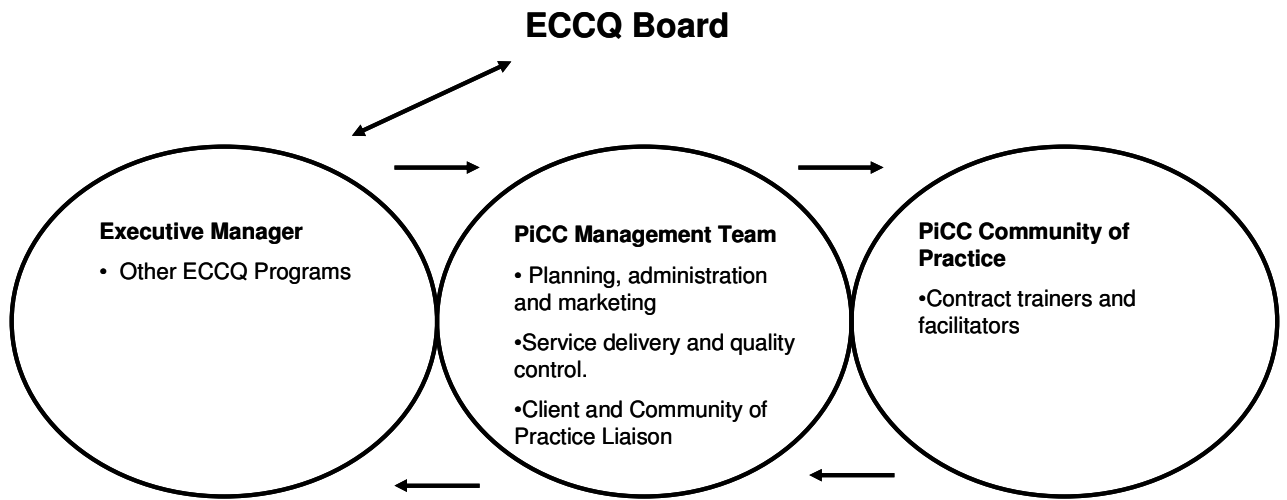 ECCQ Board
Executive Manager
• Other ECCQ Programs
PiCC Management Team
• Planning, administration
and marketing
•Service delivery and quality
control.
•Client and Community of
Practice Liaison
PiCC Community of
Practice
•Contract trainers and
facilitators